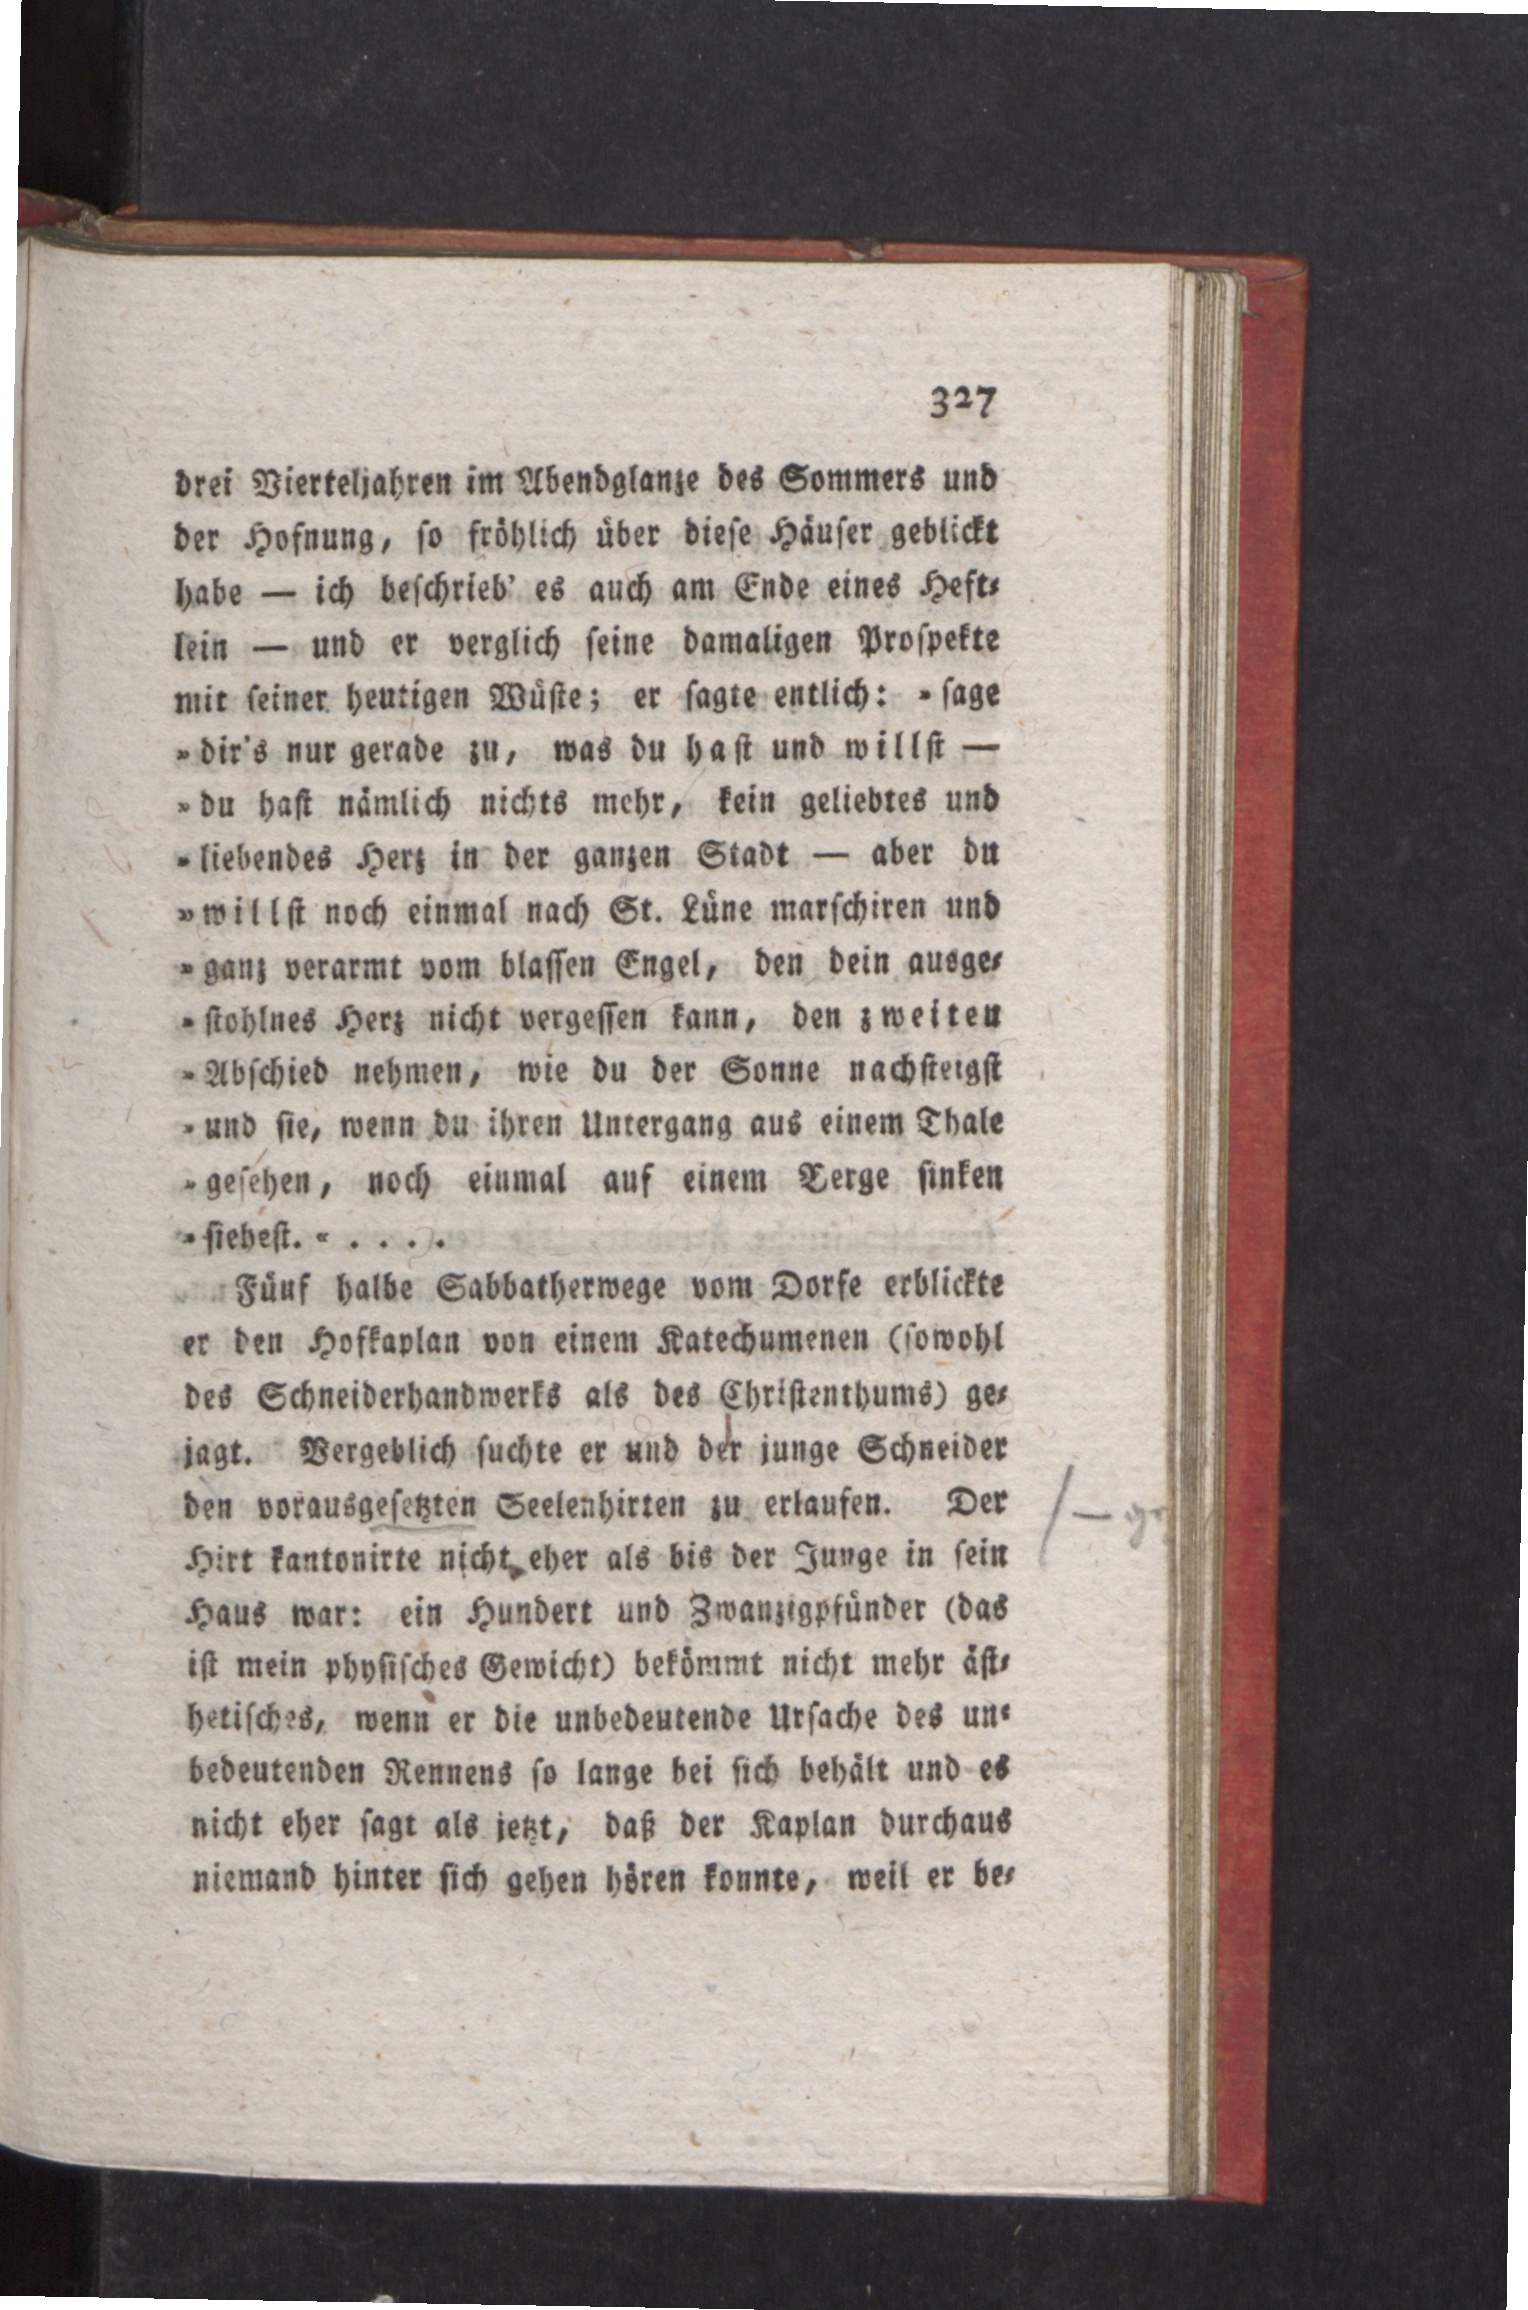 327
drei Vierteljahren im Abendglanze des Sommers und
der Hofnung, ſo fröhlich über dieſe Häuſer geblickt
habe — ich beſchrieb' es auch am Ende eines Heft⸗
lein — und er verglich ſeine damaligen Proſpekte
mit ſeiner heutigen Wüſte; er ſagte entlich: »ſage
»dir's nur gerade zu, was du haſt und willſt —
»du haſt nämlich nichts mehr, kein geliebtes und
»liebendes Herz in der ganzen Stadt — aber du
»willſt noch einmal nach St. Lüne marſchiren und
»ganz verarmt vom blaſſen Engel, den dein ausge⸗
»ſtohlnes Herz nicht vergeſſen kann, den zweiten
»Abſchied nehmen, wie du der Sonne nachſteigſt
»und ſie, wenn du ihren Untergang aus einem Thale
»geſehen, noch einmal auf einem Berge ſinken
»ſieheſt.« . . . .
Fünf halbe Sabbatherwege vom Dorfe erblickte
er den Hofkaplan von einem Katechumenen (ſowohl
des Schneiderhandwerks als des Chriſtenthums) ge⸗
jagt. Vergeblich ſuchte er und der junge Schneider
den vorausgeſetzten Seelenhirten zu erlaufen. Der
Hirt kantonirte nicht eher als bis der Junge in ſein
Haus war: ein Hundert und Zwanzigpfünder (das
iſt mein phyſiſches Gewicht) bekömmt nicht mehr äſt⸗
hetiſches, wenn er die unbedeutende Urſache des un⸗
bedeutenden Rennens ſo lange bei ſich behält und es
nicht eher ſagt als jetzt, daß der Kaplan durchaus
niemand hinter ſich gehen hören konnte, weil er be⸗